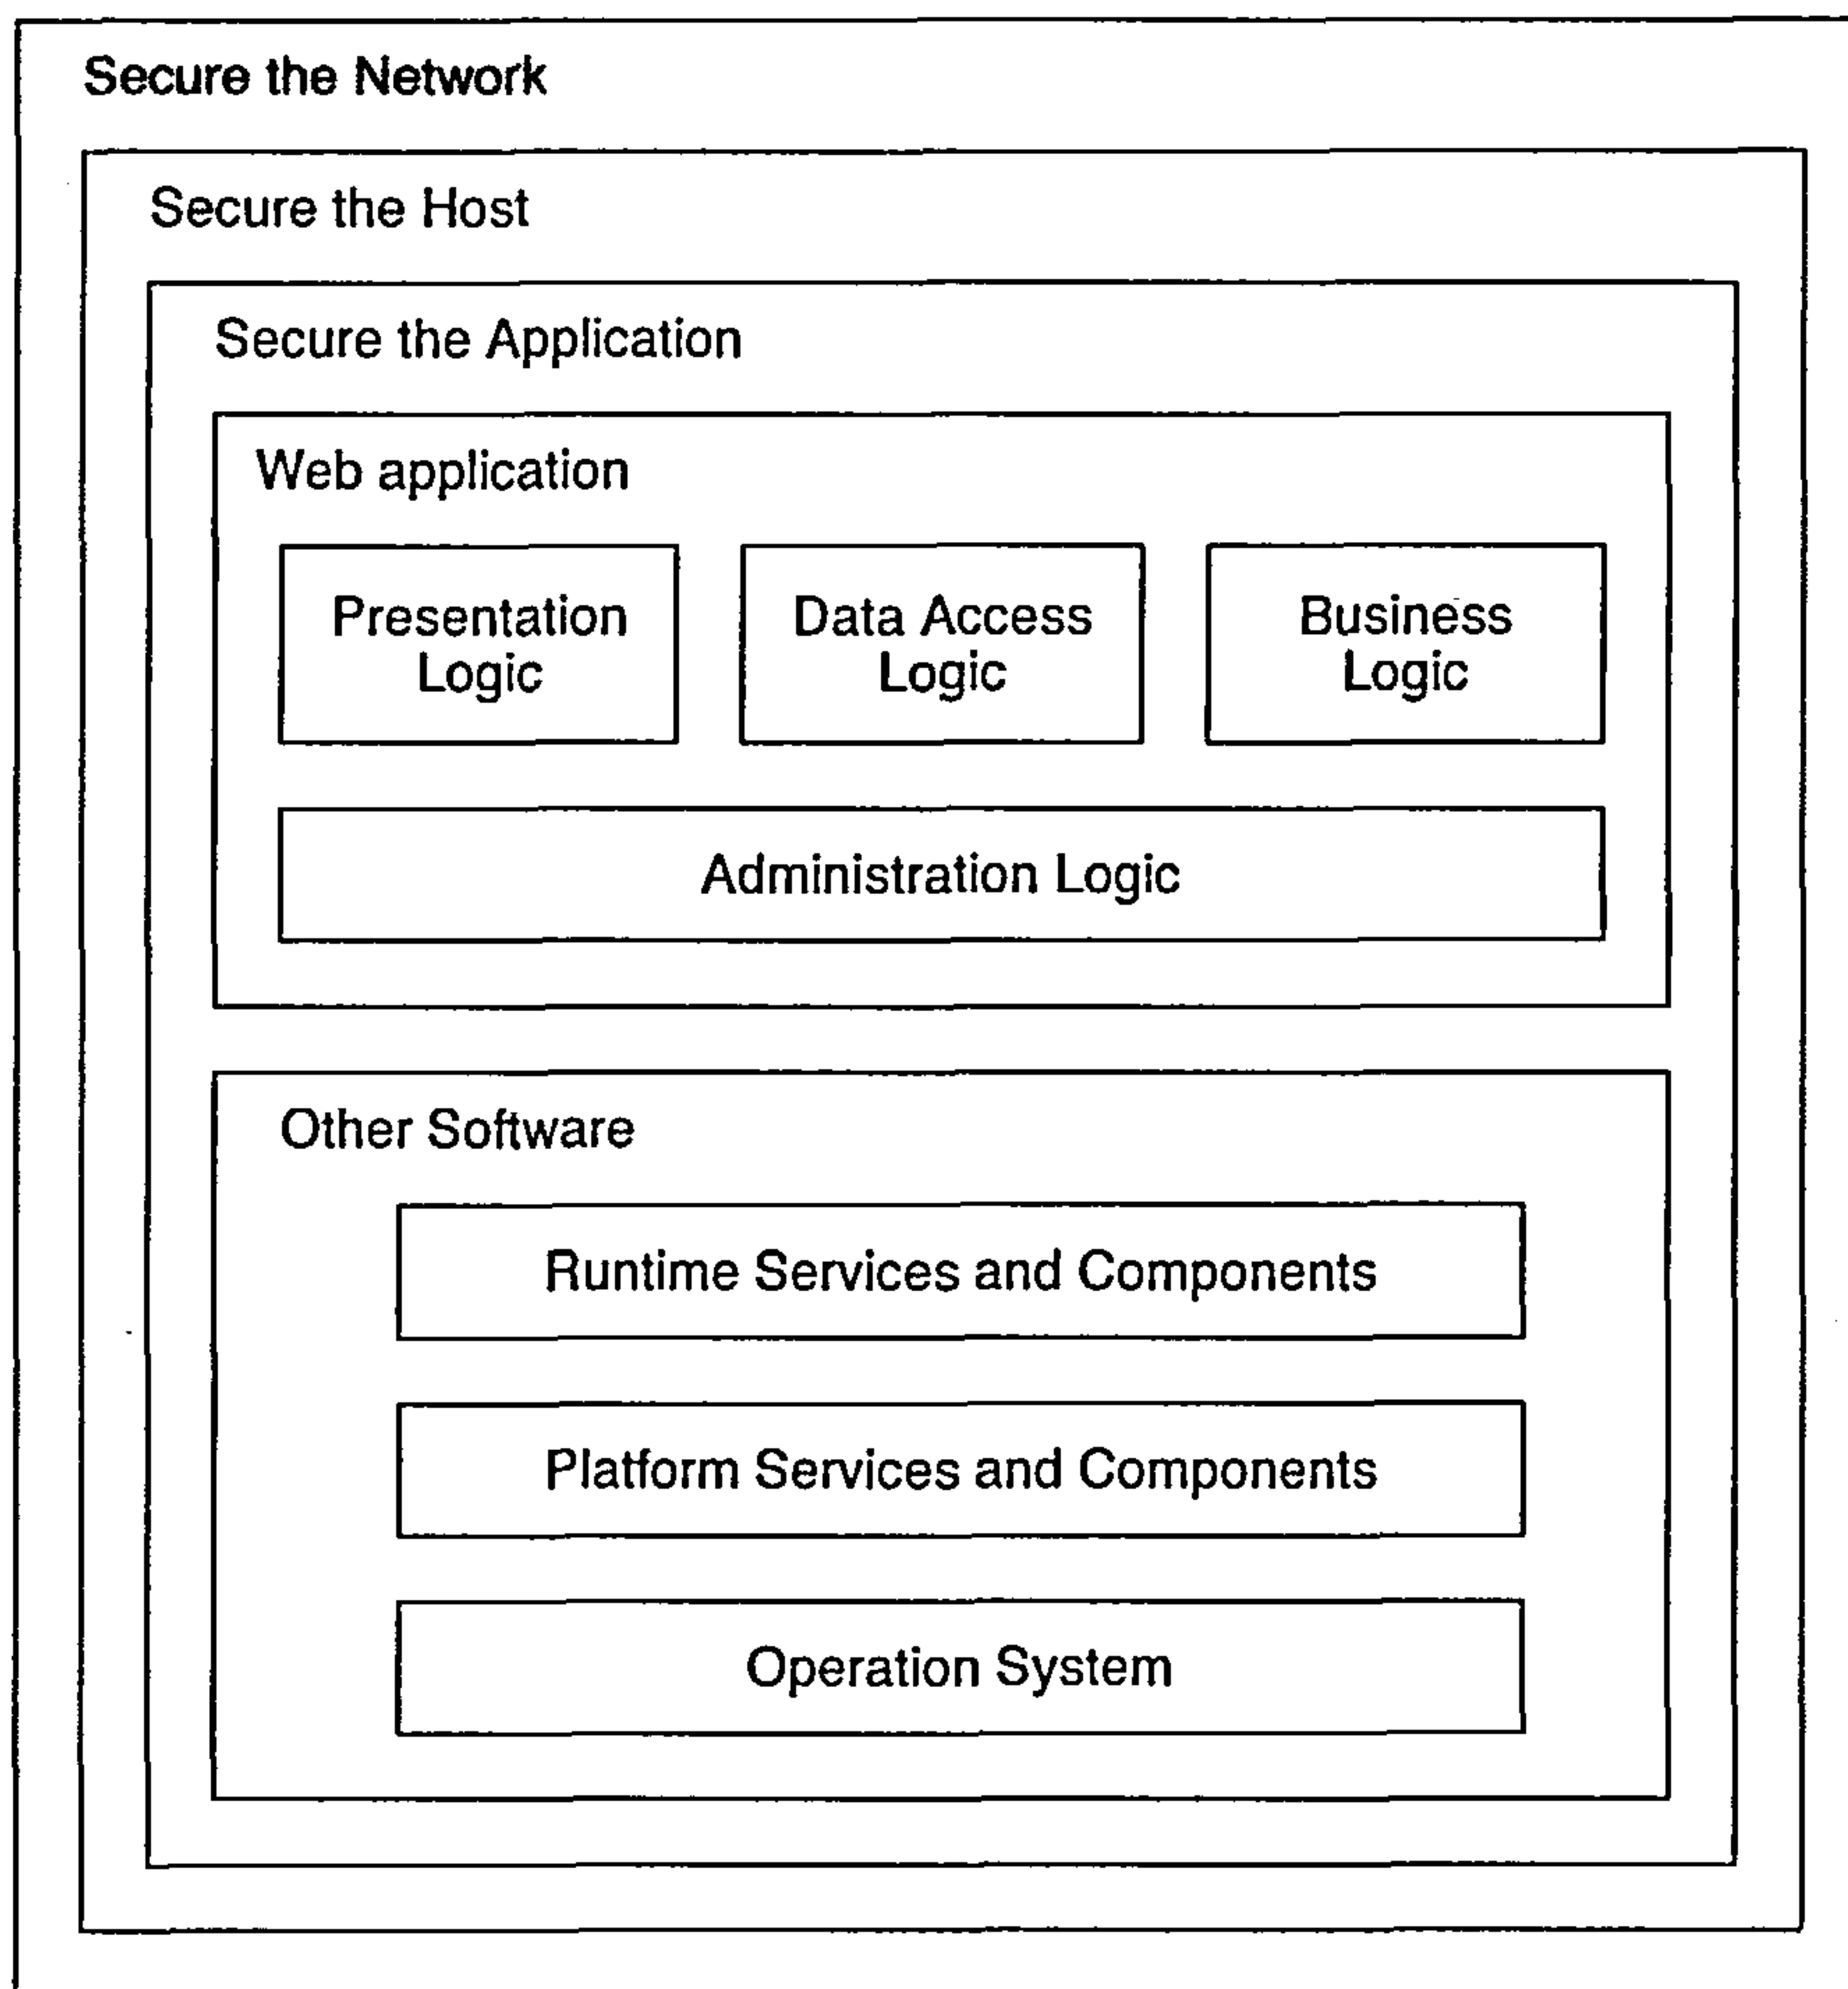 Secure the Network
Secure the Host
Secure the Application
Web application
Presentation
Logic
Data Access
Logic
Business
Logic
Administration Logic
Other Software
Runtime Services and Components
Platform Services and Components
Operation System